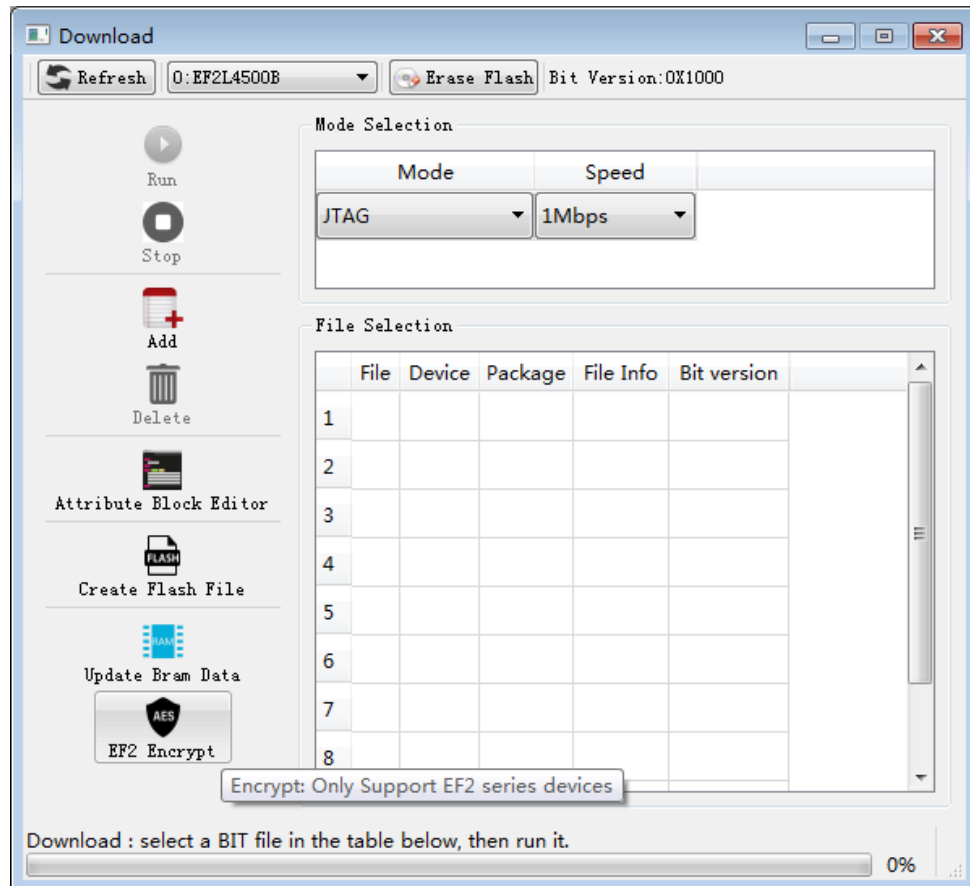 Download
Refresh 0:EF2L4500B Erase Flash Bit Version:0X1000
Run
Stop
Add
Delete
Attribute Block Editor
FLASH
Create Flash File
RAM
Update Bram Data
AES
EF2 Encrypt
Mode Selection
Mode Speed
JTAG 1Mbps
File Selection
File Device Package File Info Bit version
1
2
3
4
5
6
7
8
Encrypt: Only Support EF2 series devices
Download : select a BIT file in the table below, then run it.
0%